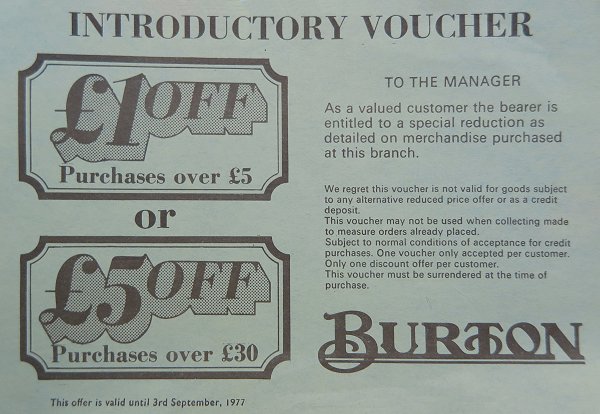 INTRODUCTORY VOUCHER
£1 OFF
Purchases over £5
or
£5 OFF
Purchases over £30
This offer is valid until 3rd September, 1977
TO THE MANAGER
As a valued customer the bearer is
entitled to a special reduction as
detailed on merchandise purchased
at this branch.
We regret this voucher is not valid for goods subject
to any alternative reduced price offer or as a credit
deposit.
This voucher may not be used when collecting made
to measure orders already placed.
Subject to normal conditions of acceptance for credit
purchases. One voucher only accepted per customer.
Only one discount offer per customer.
This voucher must be surrendered at the time of
purchase.
BURTON